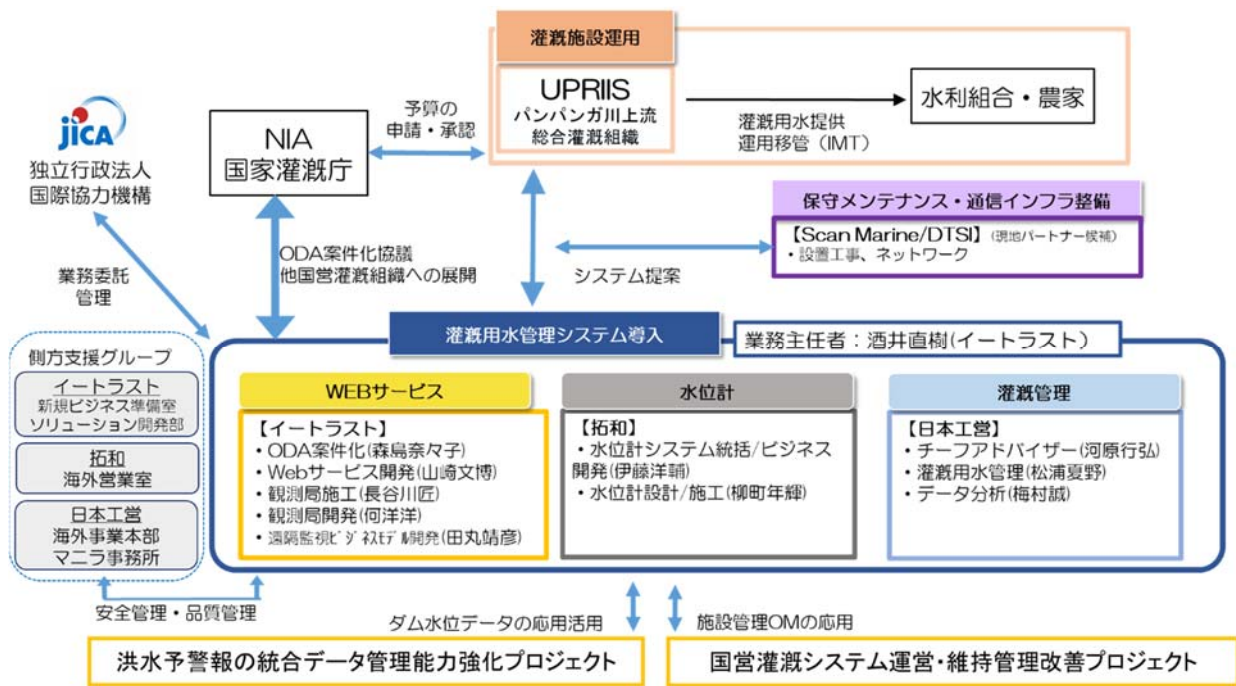 灌漑施設運用
UPRIIS
パンパンガ川上流
総合灌漑組織
水利組合・農家
灌漑用水提供
運用移管（IMT）
予算の
申請・承認
NIA
国家灌漑庁
jICA
独立行政法人
国際協力機構
業務委託
管理
ODA案件化協議
他国営灌漑組織への展開
システム提案
保守メンテナンス・通信インフラ整備
【Scan Marine/DTSI】(現地パートナー候補)
・設置工事、ネットワーク
灌漑用水管理システム導入
業務主任者：酒井直樹(イートラスト)
側方支援グループ
イートラスト
新規ビジネス準備室
ソリューション開発部
拓和
海外営業室
日本工営
海外事業本部
マニラ事務所
WEBサービス
【イートラスト】
・ODA案件化(森島奈々子)
・Webサービス開発(山崎文博)
・観測局施工(長谷川匠)
・観測局開発(何洋洋)
・遠隔監視ﾋﾞｼﾞﾈｽﾓﾃﾞﾙ開発(田丸靖彦)
水位計
【拓和】
・水位計システム統括/ビジネス
開発(伊藤洋輔)
・水位計設計/施工(柳町年輝)
灌漑管理
【日本工営】
・チーフアドバイザー(河原行弘)
・灌漑用水管理(松浦夏野)
・データ分析(梅村誠)
安全管理・品質管理
ダム水位データの応用活用
施設管理OMの応用
洪水予警報の統合データ管理能力強化プロジェクト
国営灌漑システム運営・維持管理改善プロジェクト